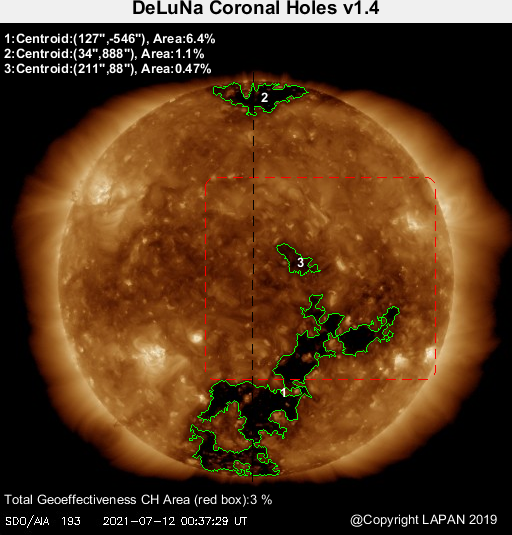 DeLuNa Coronal Holes v1.4
1:Centroid:(127",-546"), Area:6.4%
2:Centroid:(34",888"), Area:1.1%
3:Centroid:(211",88"), Area:0.47%
2
3
1
Total Geoeffectiveness CH Area (red box):3 %
SDO/AIA 193 2021-07-12 00:37:29 UT
@Copyright LAPAN 2019